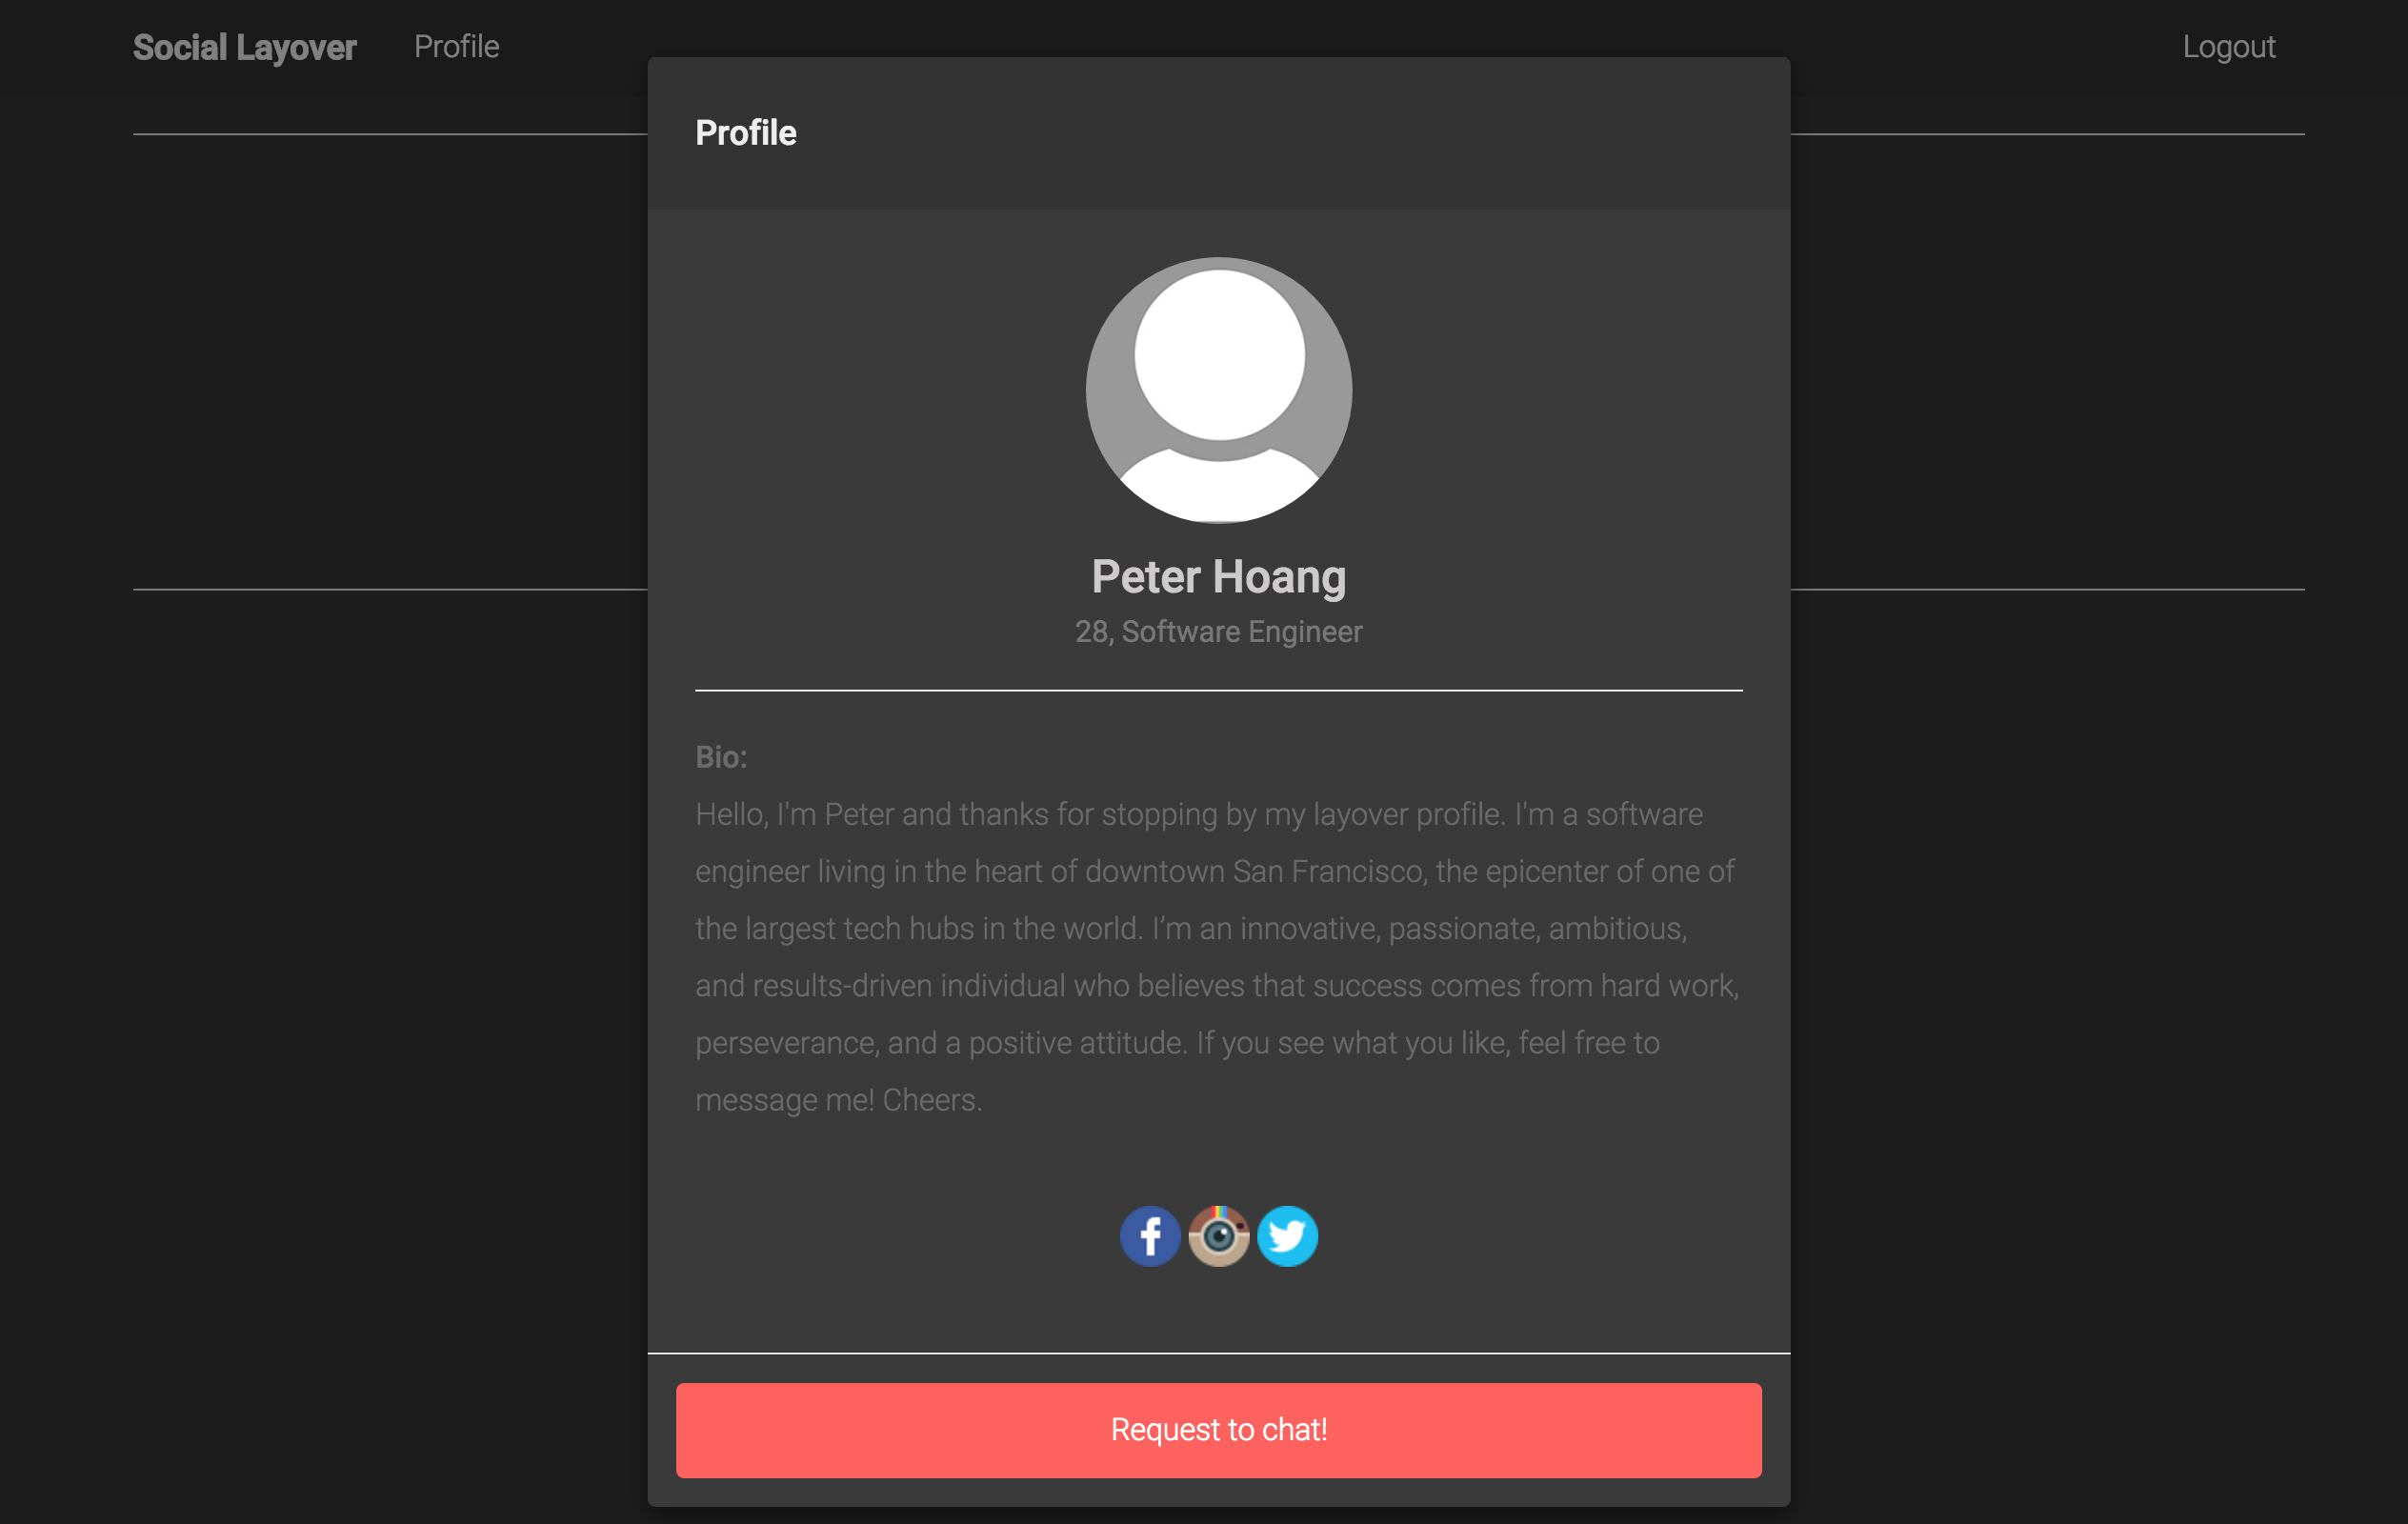 Social Layover Profile Logout
Profile
Peter Hoang
28, Software Engineer
Bio:
Hello, I'm Peter and thanks for stopping by my layover profile. I'm a software
engineer living in the heart of downtown San Francisco, the epicenter of one of
the largest tech hubs in the world. I’m an innovative, passionate, ambitious,
and results-driven individual who believes that success comes from hard work,
perseverance, and a positive attitude. If you see what you like, feel free to
message me! Cheers.
Request to chat!